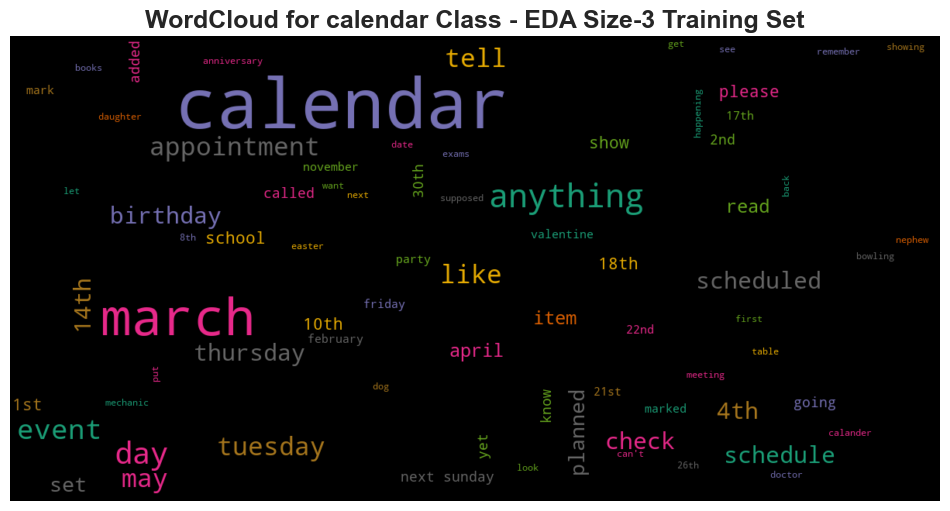 WordCloud for calendar Class - EDA Size-3 Training Set
get
see
remember
showing
added
tell
anniversary
books
calendar
mark
please
happening
daughter
17th
appointment
date
show
2nd
exams
november
30th
want
next
let
called
supposed
anything
back
read
birthday
8th
school
easter
valentine
nephew
party
bowling
like
18th
scheduled
14th
march
friday
10th
item
22nd
first
february
thursday
april
table
put
dog
meeting
1st
mechanic
know
planned
21st
marked
4th
going
event
day
tuesday
yet
check
can't
calander
schedule
look
26th
doctor
may
set
next sunday